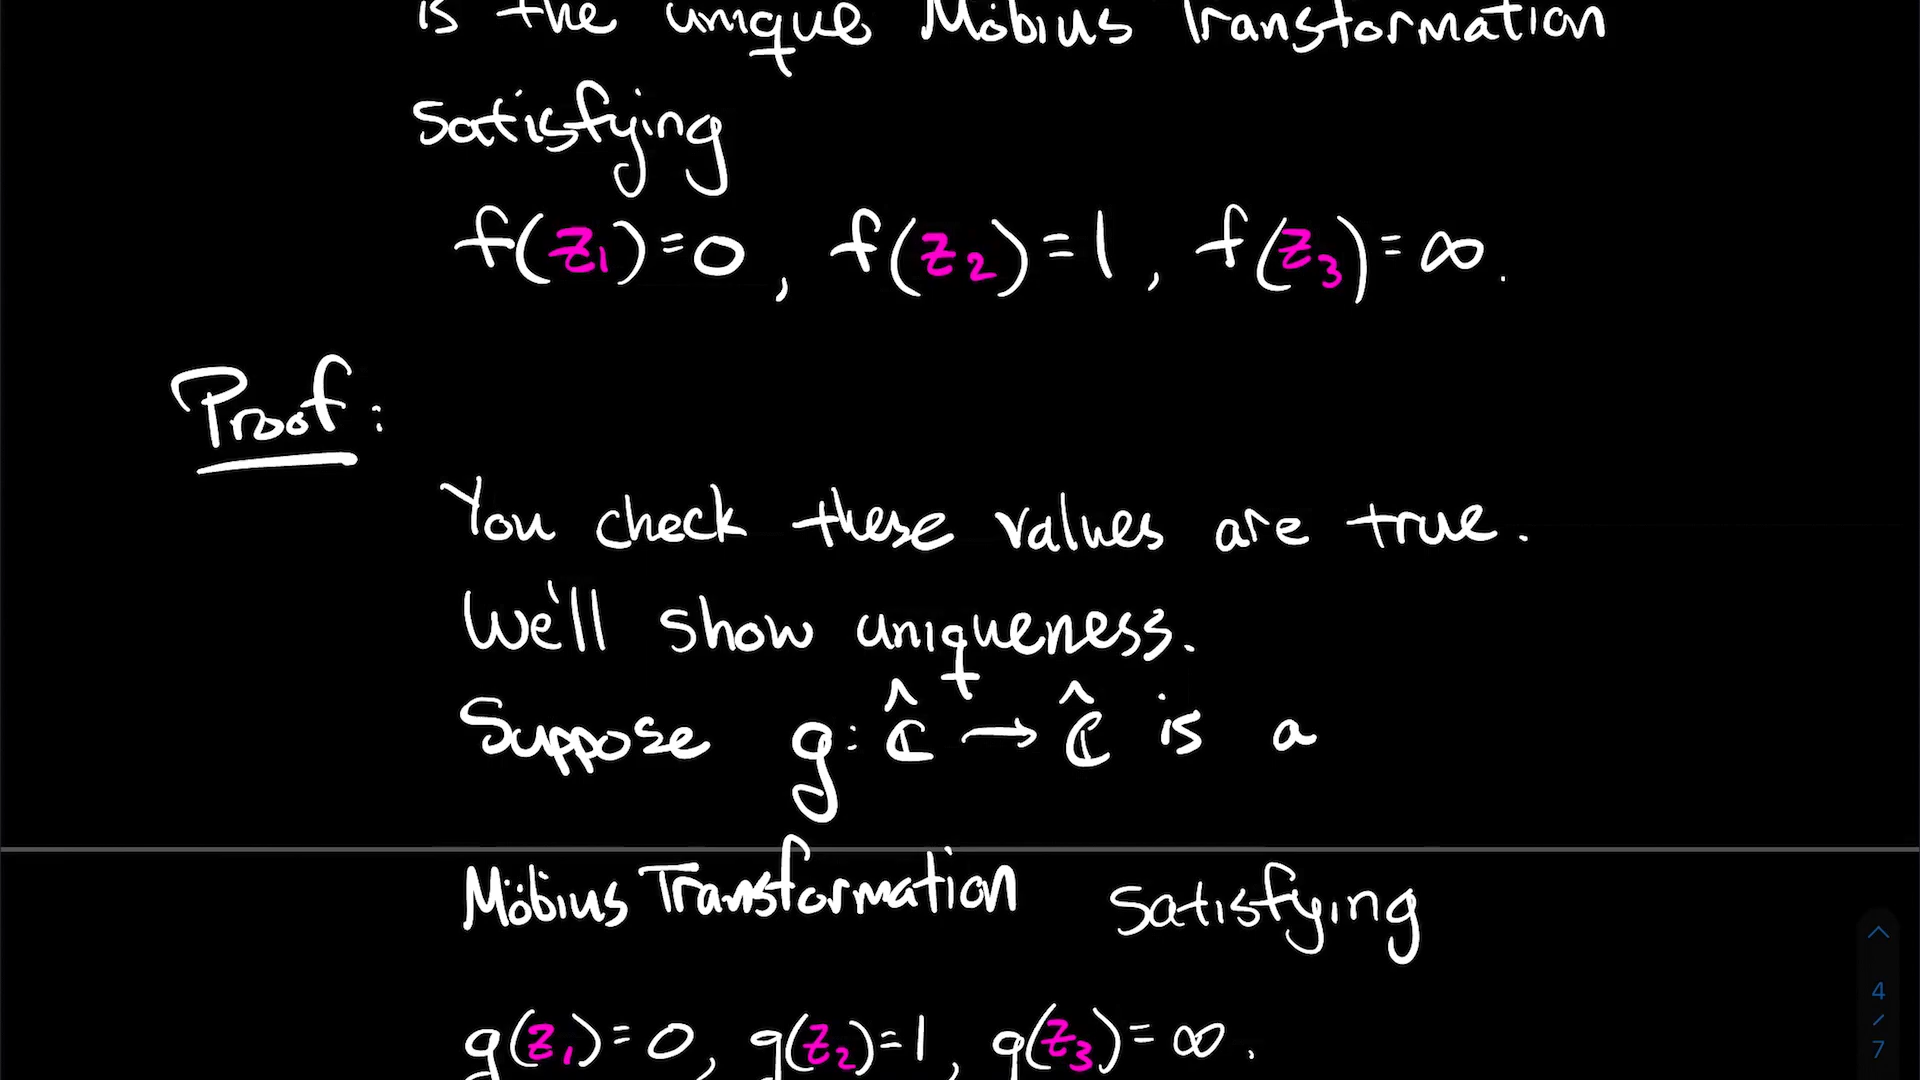 is the unique Möbius Transformation
satisfying
f(z₁)=0, f(z₂)=1, f(z₃)=∞.
Proof:
You check these values are true.
We'll show uniqueness.
Suppose g: Ĉ → Ĉ is a
Möbius Transformation satisfying
g(z₁)=0, g(z₂)=1, g(z₃)=∞.
4
/
7